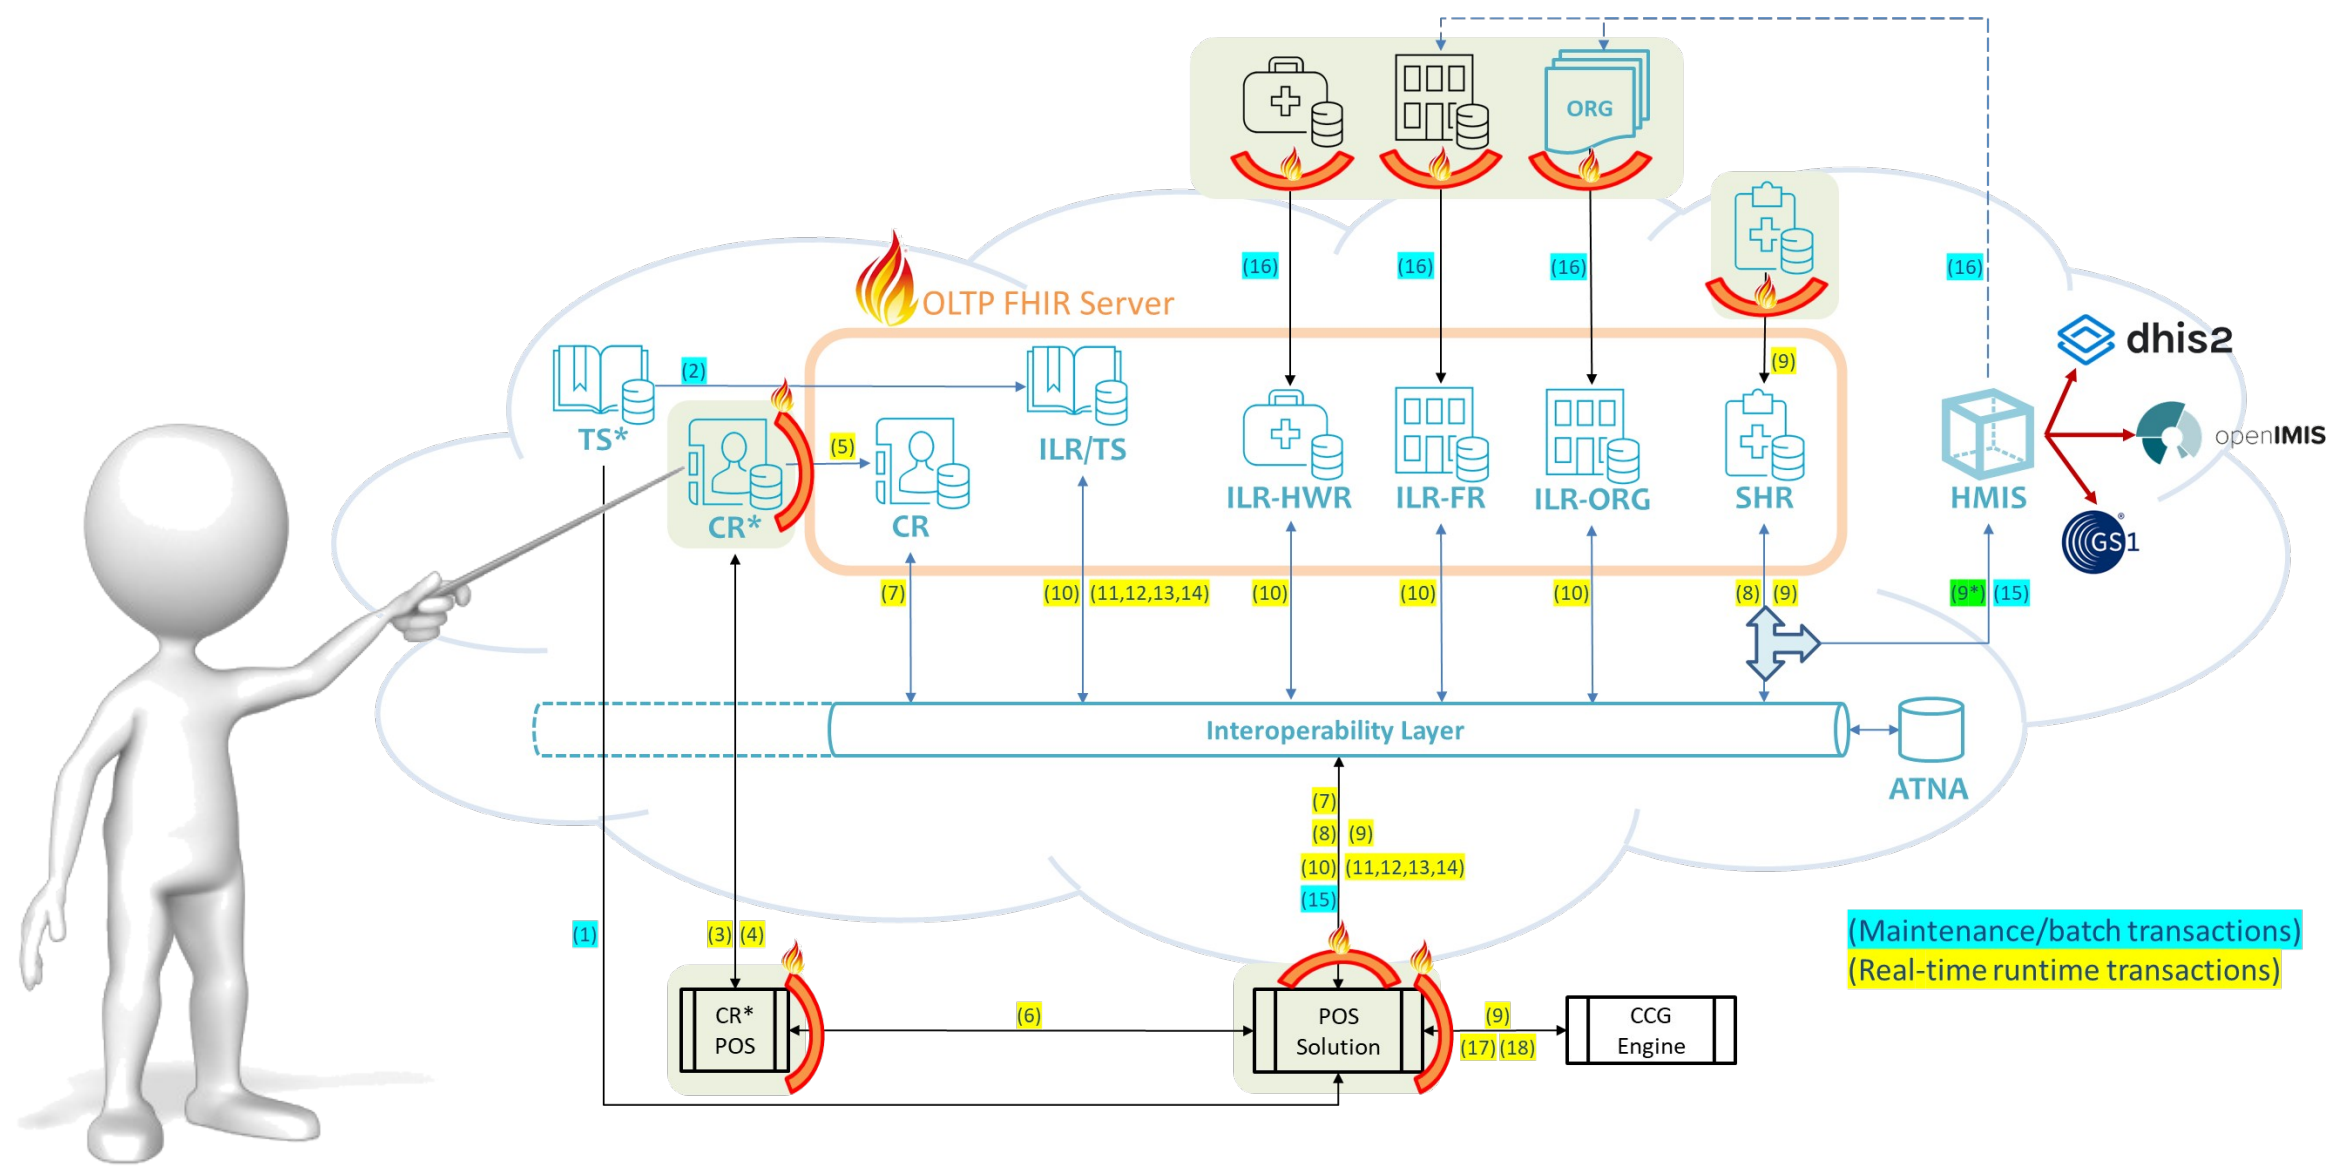 ORG
(16)
(16)
(16)
(16)
OLTP FHIR Server
(9)
dhis2
(2)
TS*
ILR/TS
(5)
openIMIS
CR*
CR
ILR-HWR
ILR-FR
ILR-ORG
SHR
HMIS
GS1®
(7)
(10) (11,12,13,14)
(10)
(10)
(10)
(8) (9)
(9*) (15)
Interoperability Layer
ATNA
(7)
(8) (9)
(10) (11,12,13,14)
(15)
(1)
(3) (4)
(Maintenance/batch transactions)
(Real-time runtime transactions)
CR*
POS
(6)
POS
Solution
(9)
(17) (18)
CCG
Engine